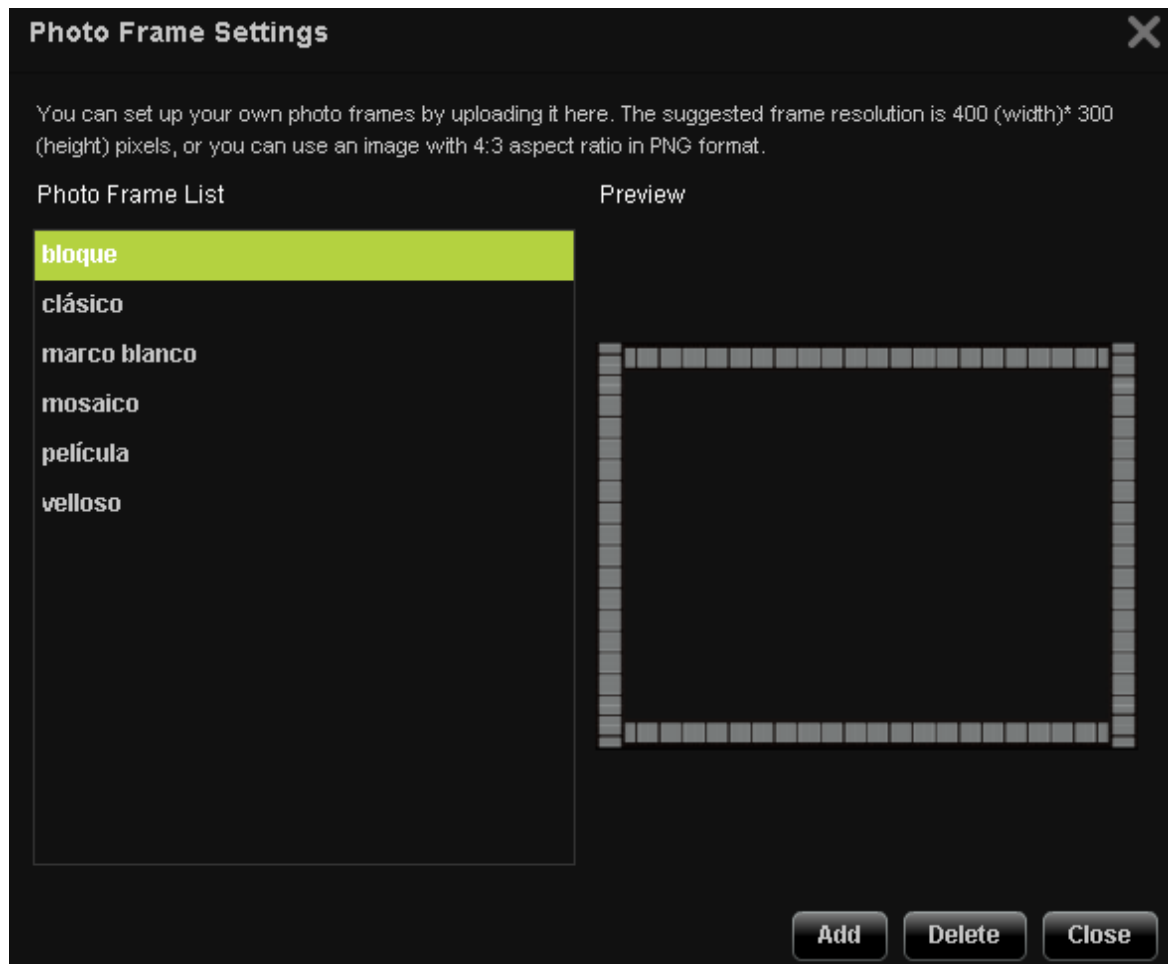 Photo Frame Settings
You can set up your own photo frames by uploading it here. The suggested frame resolution is 400 (width)* 300
(height) pixels, or you can use an image with 4:3 aspect ratio in PNG format.
Photo Frame List
Preview
bloque
clásico
marco blanco
mosaico
película
velloso
Add
Delete
Close